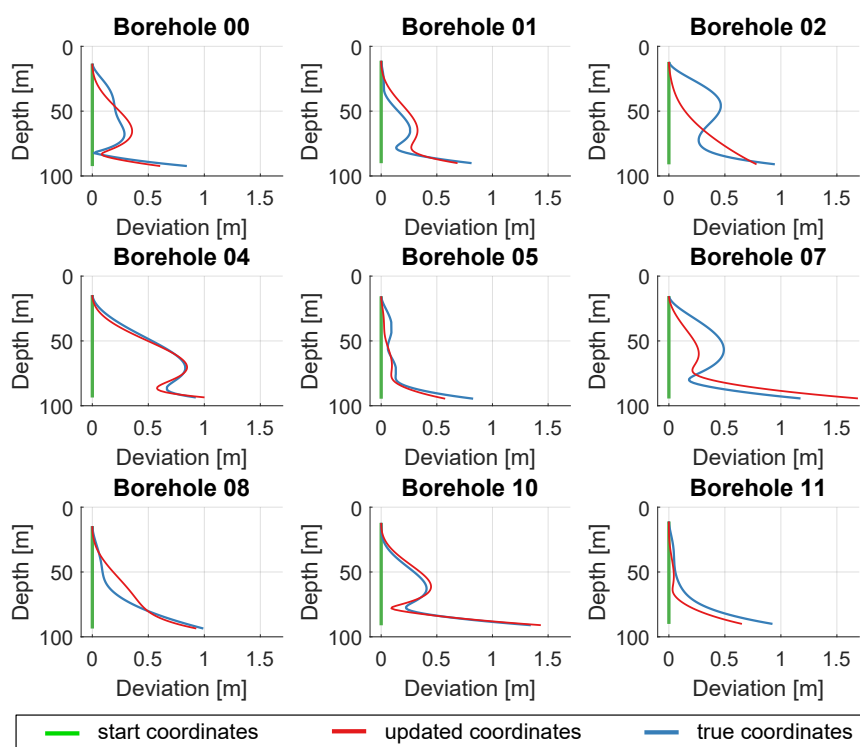 Borehole 00 Borehole 01 Borehole 02
0 0 0
Depth [m] Depth [m] Depth [m]
50 50 50
100 100 100
0 0.5 1 1.5 0 0.5 1 1.5 0 0.5 1 1.5
Deviation [m] Deviation [m] Deviation [m]
Borehole 04 Borehole 05 Borehole 07
0 0 0
Depth [m] Depth [m] Depth [m]
50 50 50
100 100 100
0 0.5 1 1.5 0 0.5 1 1.5 0 0.5 1 1.5
Deviation [m] Deviation [m] Deviation [m]
Borehole 08 Borehole 10 Borehole 11
0 0 0
Depth [m] Depth [m] Depth [m]
50 50 50
100 100 100
0 0.5 1 1.5 0 0.5 1 1.5 0 0.5 1 1.5
Deviation [m] Deviation [m] Deviation [m]
start coordinates updated coordinates true coordinates